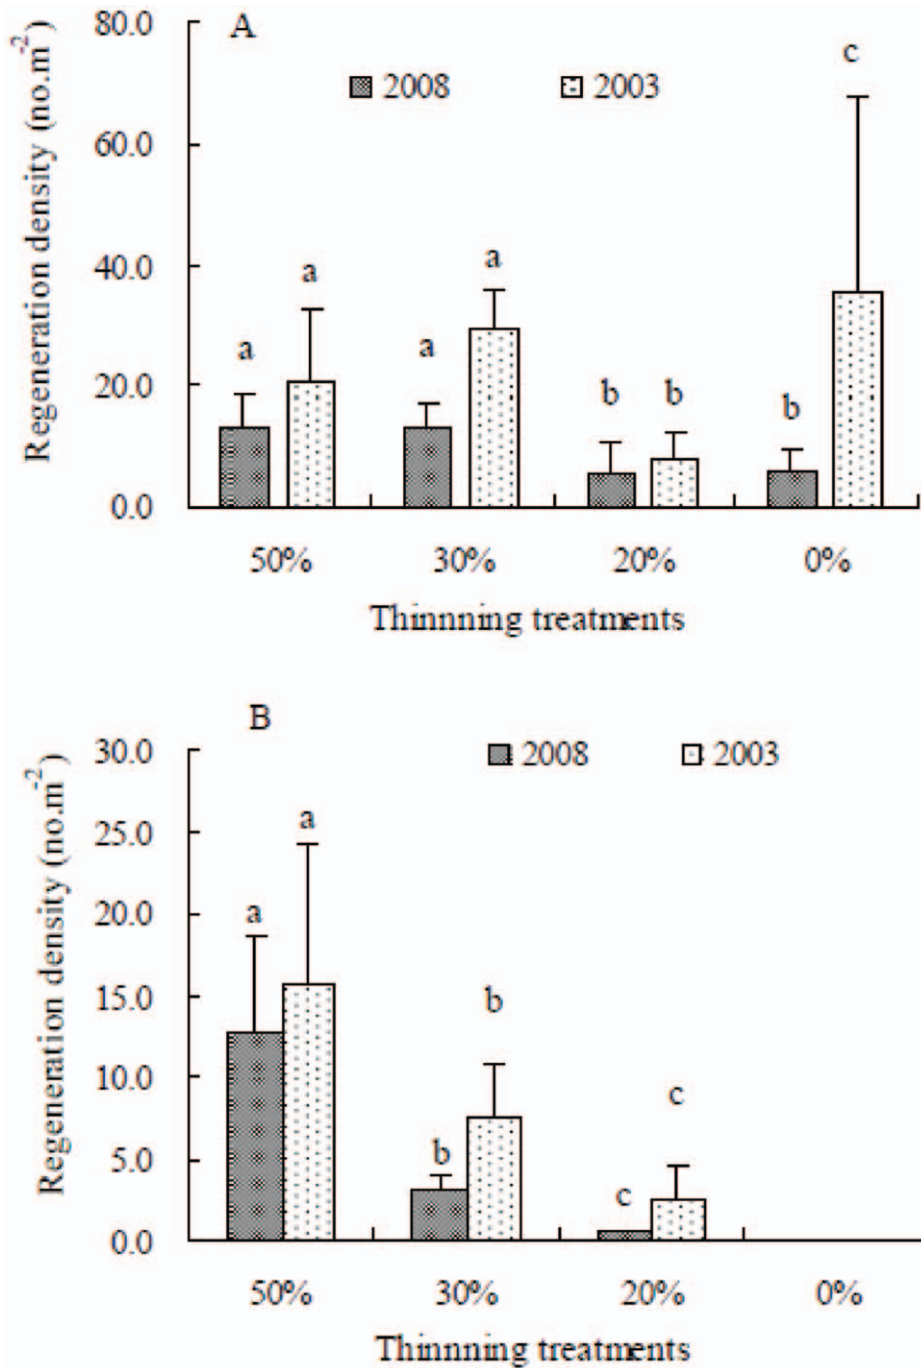 A
2008 2003
Regeneration density (no.m-2)
80.0
60.0
40.0
20.0
0.0
a a a a b b b c
50% 30% 20% 0%
Thinnning treatments
B
2008 2003
Regeneration density (no.m-2)
30.0
25.0
20.0
15.0
10.0
5.0
0.0
a a b b c c
50% 30% 20% 0%
Thinnning treatments